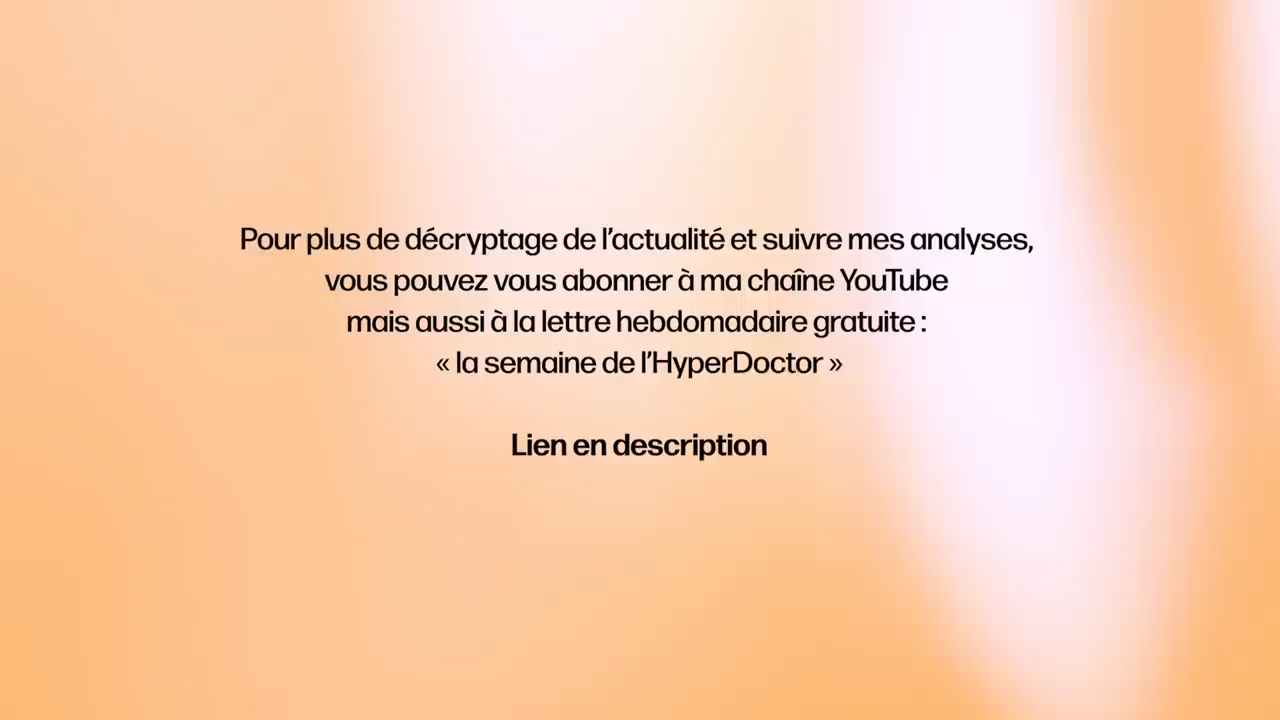 Pour plus de décryptage de l’actualité et suivre mes analyses,
vous pouvez vous abonner à ma chaîne YouTube
mais aussi à la lettre hebdomadaire gratuite :
« la semaine de l’HyperDoctor »
Lien en description